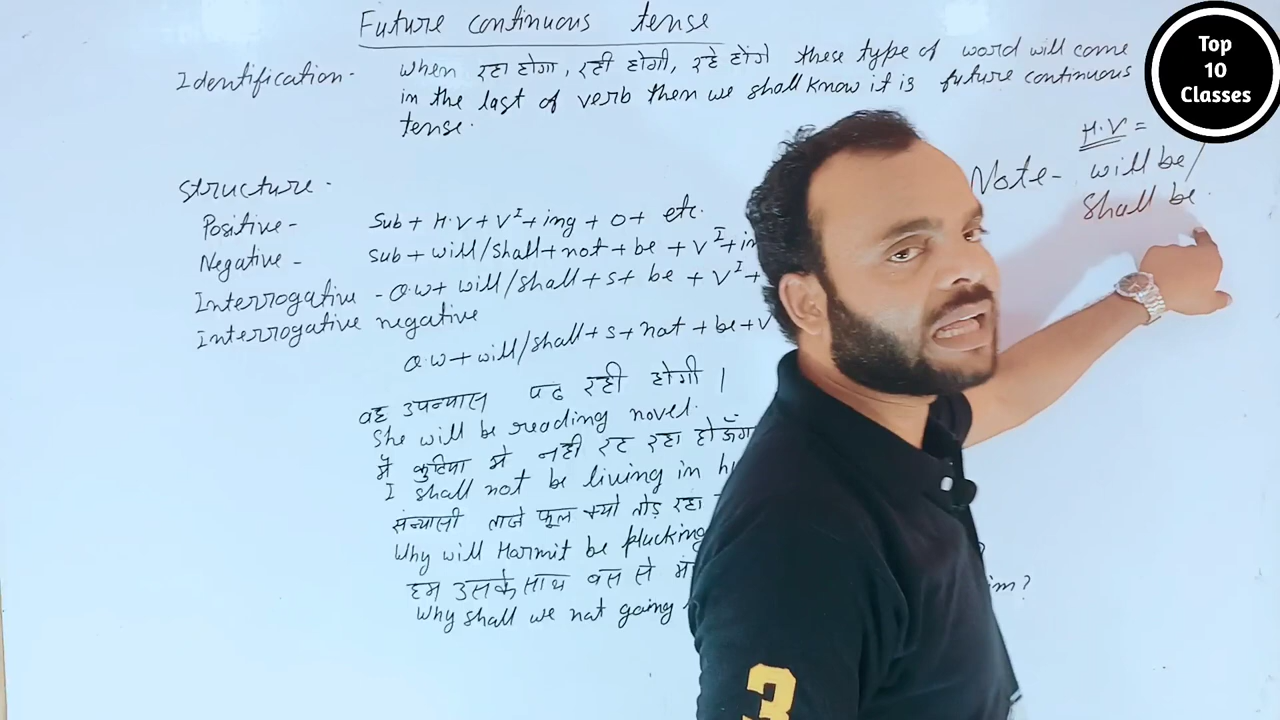 Future continuous tense
Identification- when रहा होगा, रही होगी, रहे होंगे these type of word will come
in the last of verb then we shall know it is future continuous
tense.
Top
10
Classes
H.V =
Note- will be/
shall be.
Structure-
Positive- Sub + H.V + V^I + ing + O + etc.
Negative- Sub + will/shall + not + be + V^I +
Interrogative - Q.w + will/shall + s + be + V^I +
Interrogative negative
Q.w + will/shall + s + not + be + V
वह उपन्यास पढ रही होगी |
She will be reading novel.
मैं कुटिया मे नही रह रहा होऊँगा
I shall not be living in
संन्यासी ताजे फूल क्यो तोड़ रहा
Why will Harmit be plucking
हम उसके साथ बस से
im?
Why shall we not going
3